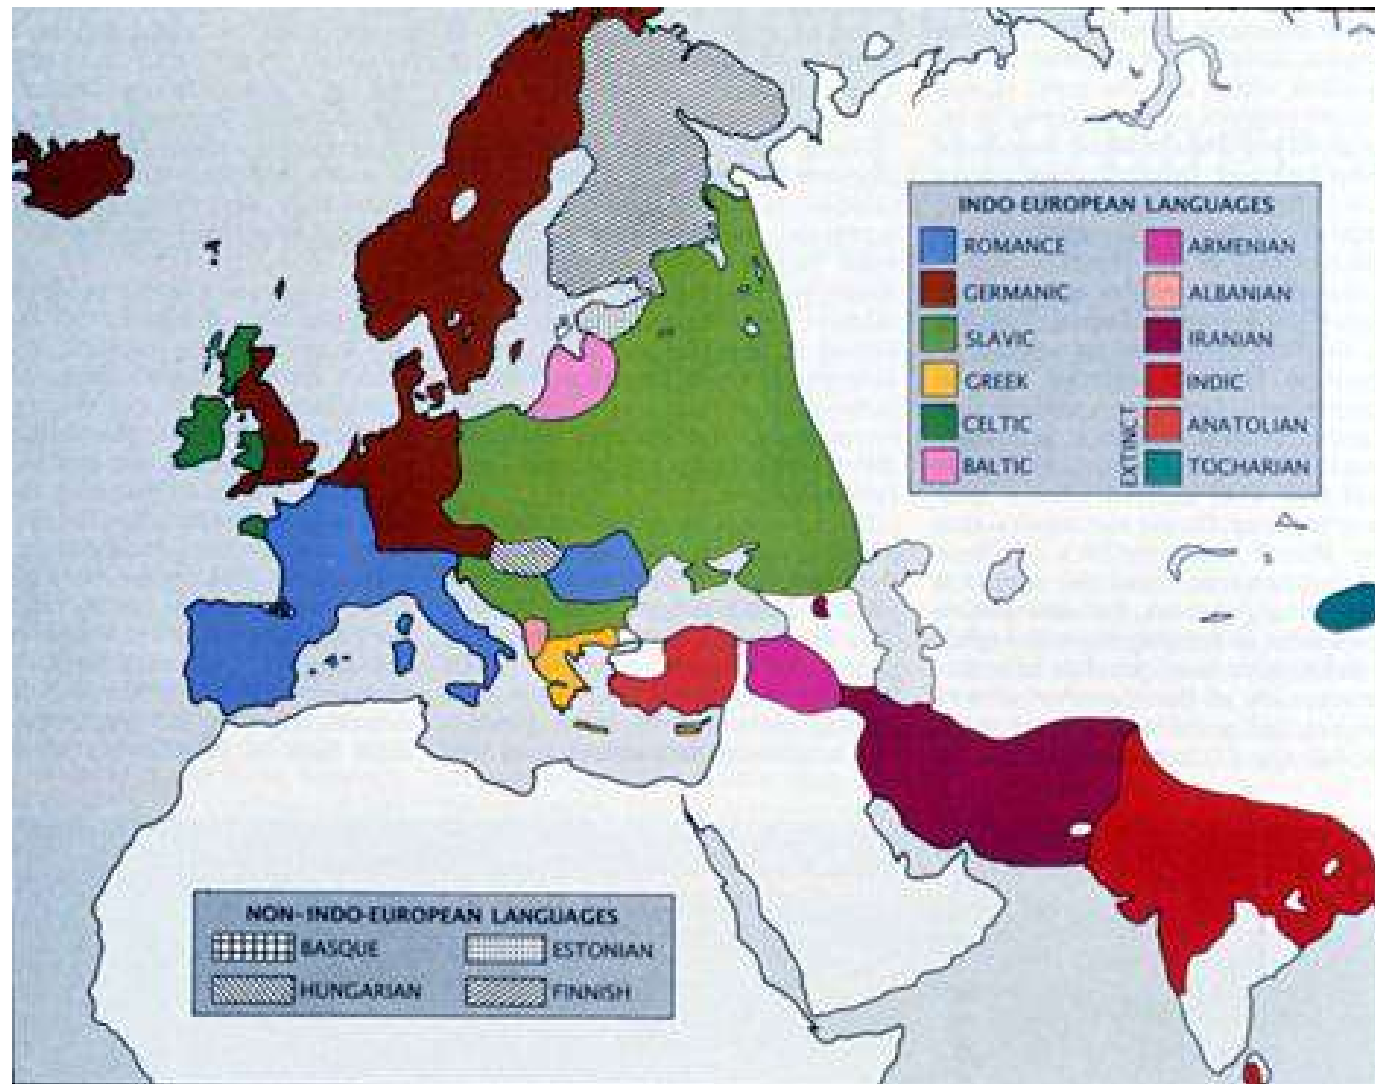 INDO-EUROPEAN LANGUAGES
ROMANCE
GERMANIC
SLAVIC
GREEK
CELTIC
BALTIC
ARMENIAN
ALBANIAN
IRANIAN
INDIC
EXTINCT
ANATOLIAN
TOCHARIAN
NON-INDO-EUROPEAN LANGUAGES
BASQUE
HUNGARIAN
ESTONIAN
FINNISH